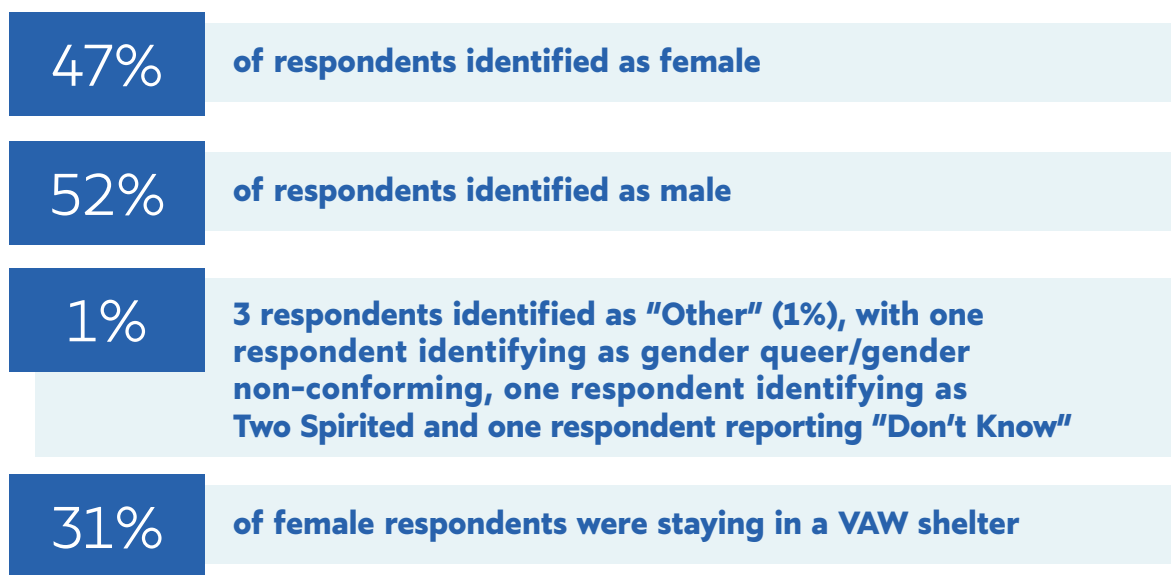 47%
of respondents identified as female
52%
of respondents identified as male
1%
3 respondents identified as “Other” (1%), with one
respondent identifying as gender queer/gender
non-conforming, one respondent identifying as
Two Spirited and one respondent reporting “Don’t Know”
31%
of female respondents were staying in a VAW shelter